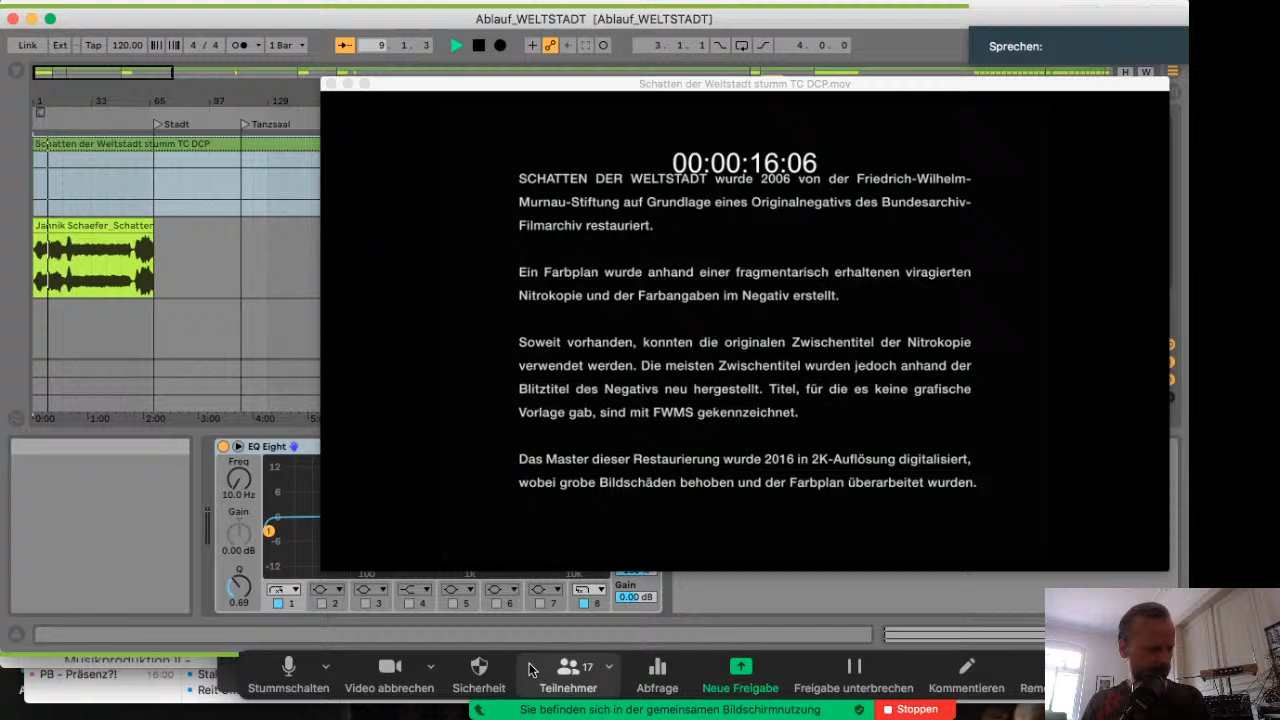 Ablauf_WELTSTADT [Ablauf_WELTSTADT]
Link Ext Tap 120.00 4 / 4 1 Bar 9. 1. 3 3. 1. 1 4. 0. 0
Sprechen:
H W
Schatten der Weltstadt stumm TC DCP.mov
1 33 65 97 129
Stadt Tanzsaal
Schatten der Weltstadt stumm TC DCP
Jannik Schaefer_Schatten
0:00 1:00 2:00 3:00 4:00
00:00:16:06
SCHATTEN DER WELTSTADT wurde 2006 von der Friedrich-Wilhelm-
Murnau-Stiftung auf Grundlage eines Originalnegativs des Bundesarchiv-
Filmarchiv restauriert.
Ein Farbplan wurde anhand einer fragmentarisch erhaltenen viragierten
Nitrokopie und der Farbangaben im Negativ erstellt.
Soweit vorhanden, konnten die originalen Zwischentitel der Nitrokopie
verwendet werden. Die meisten Zwischentitel wurden jedoch anhand der
Blitztitel des Negativs neu hergestellt. Titel, für die es keine grafische
Vorlage gab, sind mit FWMS gekennzeichnet.
Das Master dieser Restaurierung wurde 2016 in 2K-Auflösung digitalisiert,
wobei grobe Bildschäden behoben und der Farbplan überarbeitet wurden.
EQ Eight
Freq
10.0 Hz
Gain
0.00 dB
Q
0.69
12
6
0
-6
-12
100 1k 10k
1 2 3 4 5 6 7 8
Gain
0.00 dB
Musikproduktion !!
PB - Präsenz?! 16:00
Reit
17
Stummschalten Video abbrechen Sicherheit Teilnehmer Abfrage Neue Freigabe Freigabe unterbrechen Kommentieren
Sie befinden sich in der gemeinsamen Bildschirmnutzung Stoppen